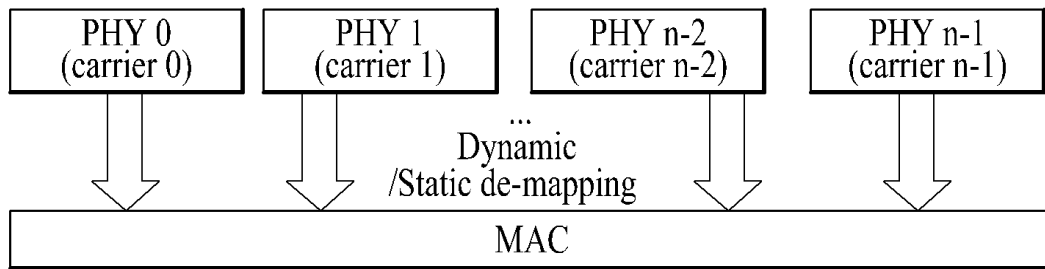 PHY 0
(carrier 0)
PHY 1
(carrier 1)
PHY n-2
(carrier n-2)
PHY n-1
(carrier n-1)
...
Dynamic
/Static de-mapping
MAC